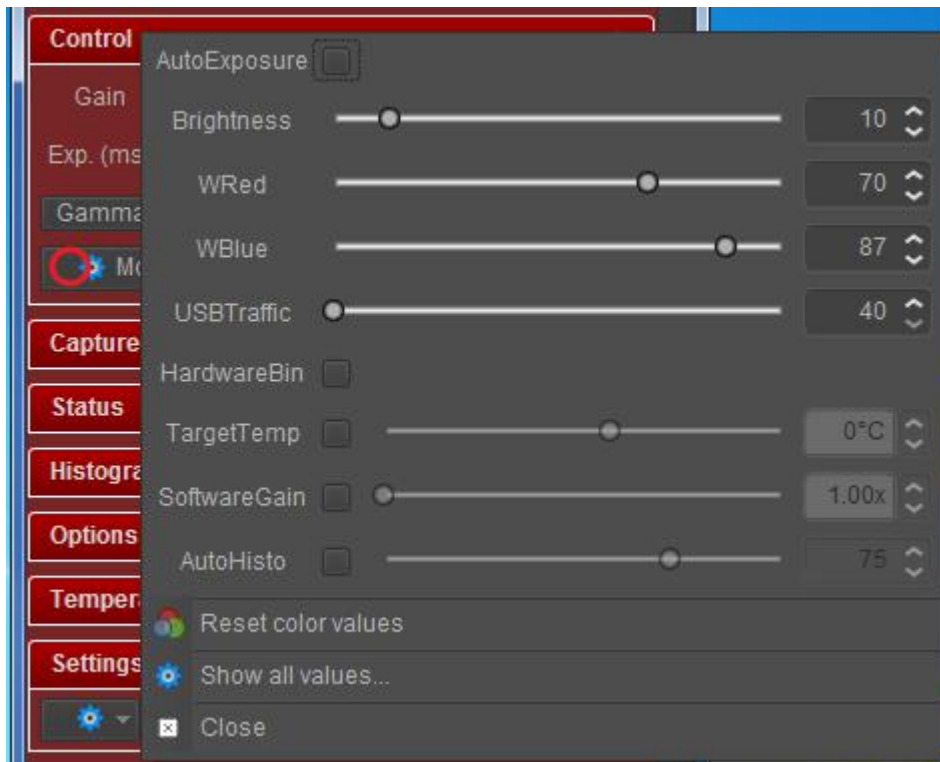 Control
Gain
Exp. (ms
Gamma
Mo
Capture
Status
Histogra
Options
Tempera
Settings
AutoExposure
Brightness 10
WRed 70
WBlue 87
USBTraffic 40
HardwareBin
TargetTemp 0°C
SoftwareGain 1.00x
AutoHisto 75
Reset color values
Show all values...
Close